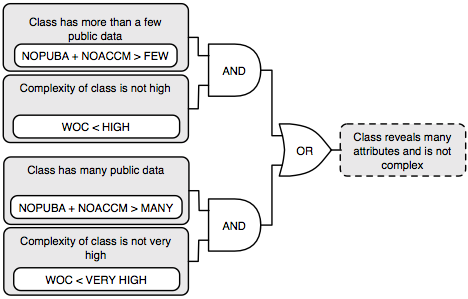 Class has more than a few
public data
NOPUBA + NOACCM > FEW
AND
Complexity of class is not high
WOC < HIGH
OR
Class reveals many
attributes and is not
complex
Class has many public data
NOPUBA + NOACCM > MANY
AND
Complexity of class is not very
high
WOC < VERY HIGH